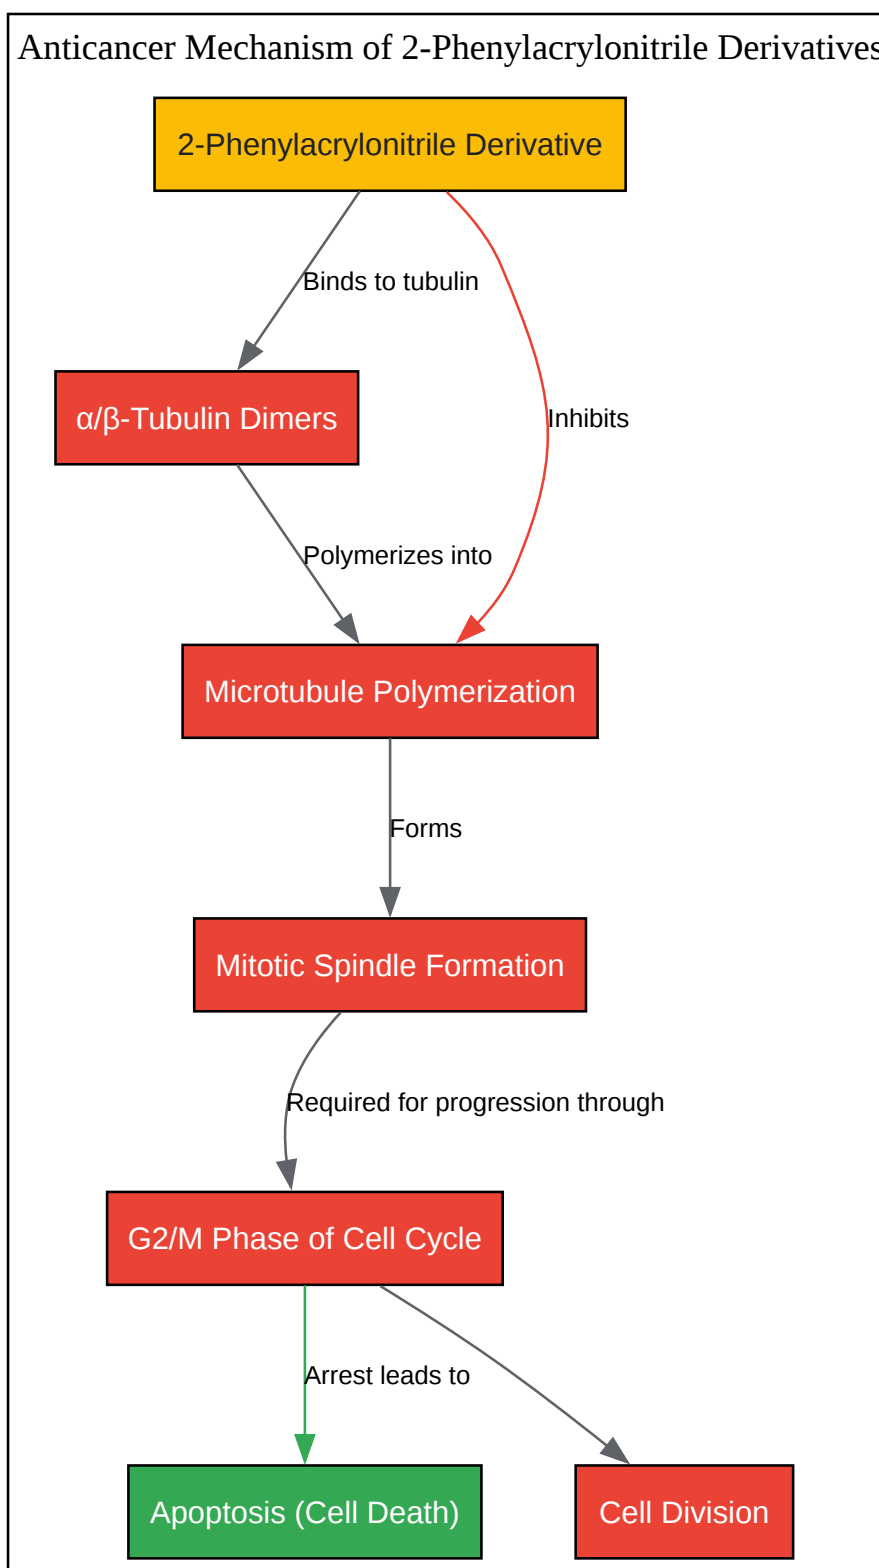 Anticancer Mechanism of 2-Phenylacrylonitrile Derivatives
2-Phenylacrylonitrile Derivative
Binds to tubulin
α/β-Tubulin Dimers
Inhibits
Polymerizes into
Microtubule Polymerization
Forms
Mitotic Spindle Formation
Required for progression through
G2/M Phase of Cell Cycle
Arrest leads to
Apoptosis (Cell Death)
Cell Division